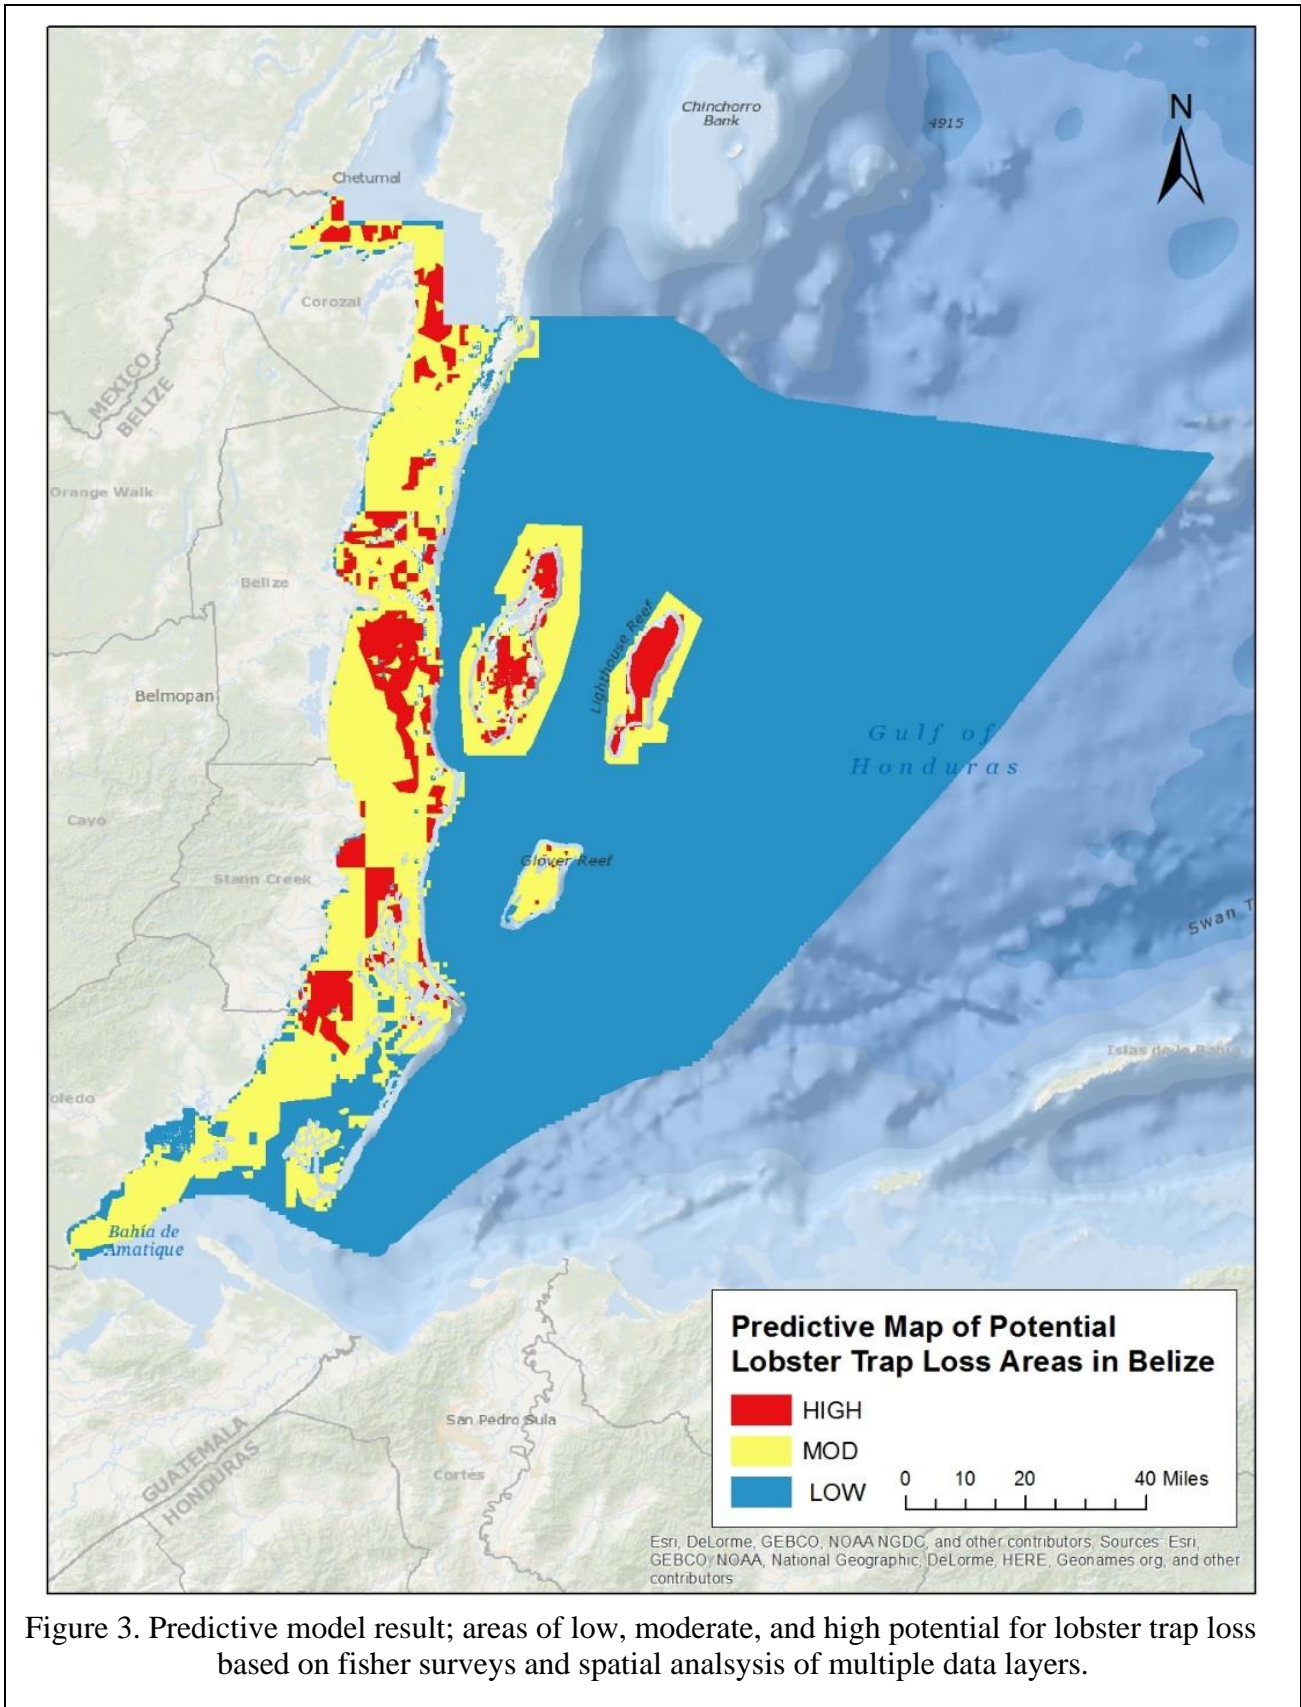 Chinchorro
Bank
4915
N
Chetumal
Corozal
MEXICO
BELIZE
Orange Walk
Belize
Lighthouse Reef
Belmopan
Gulf of
Honduras
Cayo
Glover Reef
Stann Creek
Swan T
Islas de la Bahia
oledo
Bahía de
Amatique
Predictive Map of Potential
Lobster Trap Loss Areas in Belize
HIGH
MOD
LOW
0 10 20 40 Miles
San Pedro Sula
Cortés
GUATEMALA
HONDURAS
Esri, DeLorme, GEBCO, NOAA NGDC, and other contributors, Sources: Esri,
GEBCO, NOAA, National Geographic, DeLorme, HERE, Geonames.org, and other
contributors
Figure 3. Predictive model result; areas of low, moderate, and high potential for lobster trap loss
based on fisher surveys and spatial analsysis of multiple data layers.